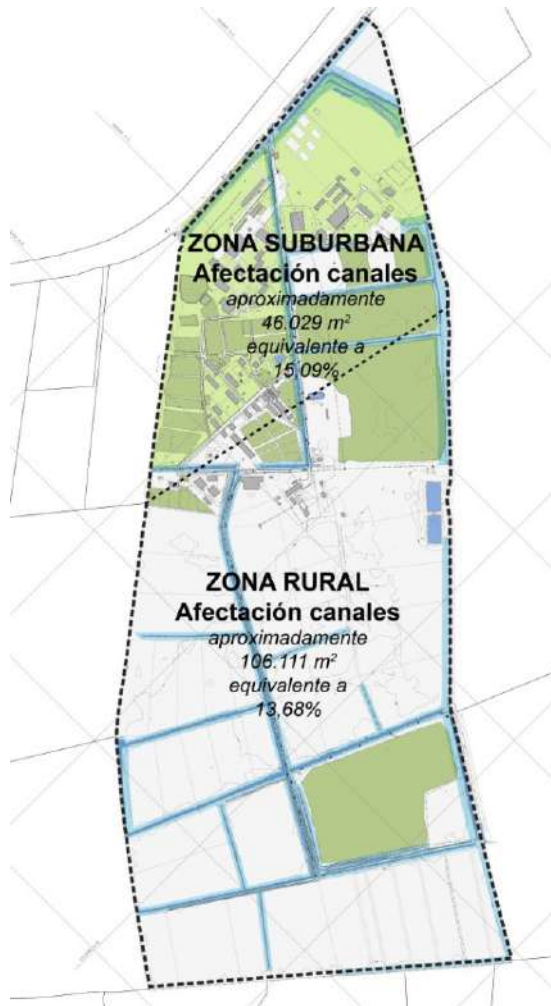 ZONA SUBURBANA
Afectación canales
aproximadamente
46.029 m²
equivalente a
15,09%
ZONA RURAL
Afectación canales
aproximadamente
106.111 m²
equivalente a
13,68%